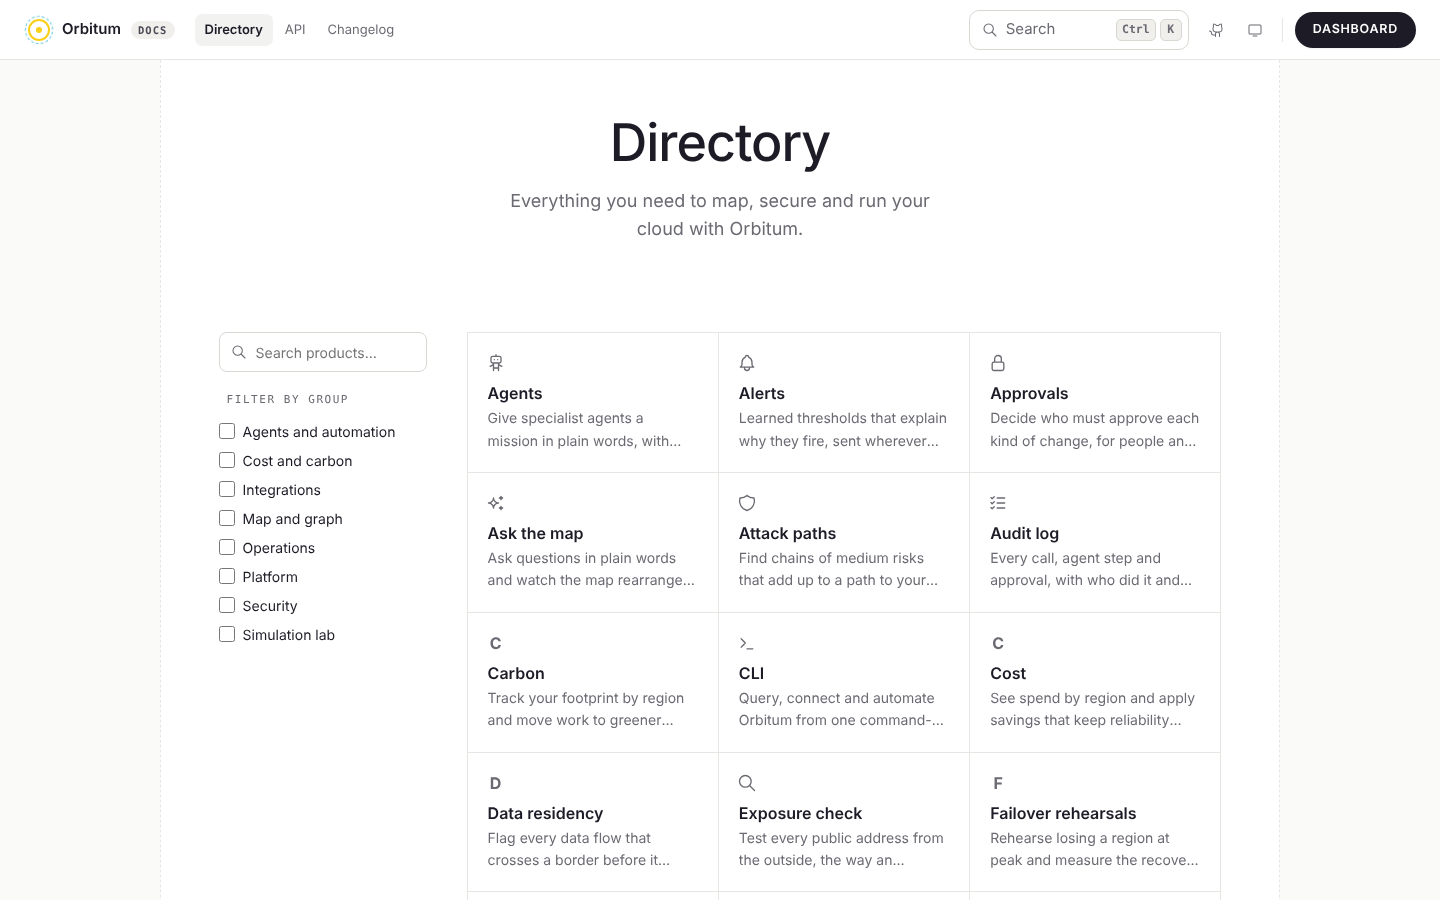 Orbitum DOCS Directory API Changelog Search Ctrl K DASHBOARD
Directory
Everything you need to map, secure and run your
cloud with Orbitum.
Search products...
FILTER BY GROUP
Agents and automation
Cost and carbon
Integrations
Map and graph
Operations
Platform
Security
Simulation lab
Agents
Give specialist agents a
mission in plain words, with...
Alerts
Learned thresholds that explain
why they fire, sent wherever...
Approvals
Decide who must approve each
kind of change, for people an...
Ask the map
Ask questions in plain words
and watch the map rearrange...
Attack paths
Find chains of medium risks
that add up to a path to your...
Audit log
Every call, agent step and
approval, with who did it and...
C
Carbon
Track your footprint by region
and move work to greener...
CLI
Query, connect and automate
Orbitum from one command-...
C
Cost
See spend by region and apply
savings that keep reliability...
D
Data residency
Flag every data flow that
crosses a border before it...
Exposure check
Test every public address from
the outside, the way an...
F
Failover rehearsals
Rehearse losing a region at
peak and measure the recove...